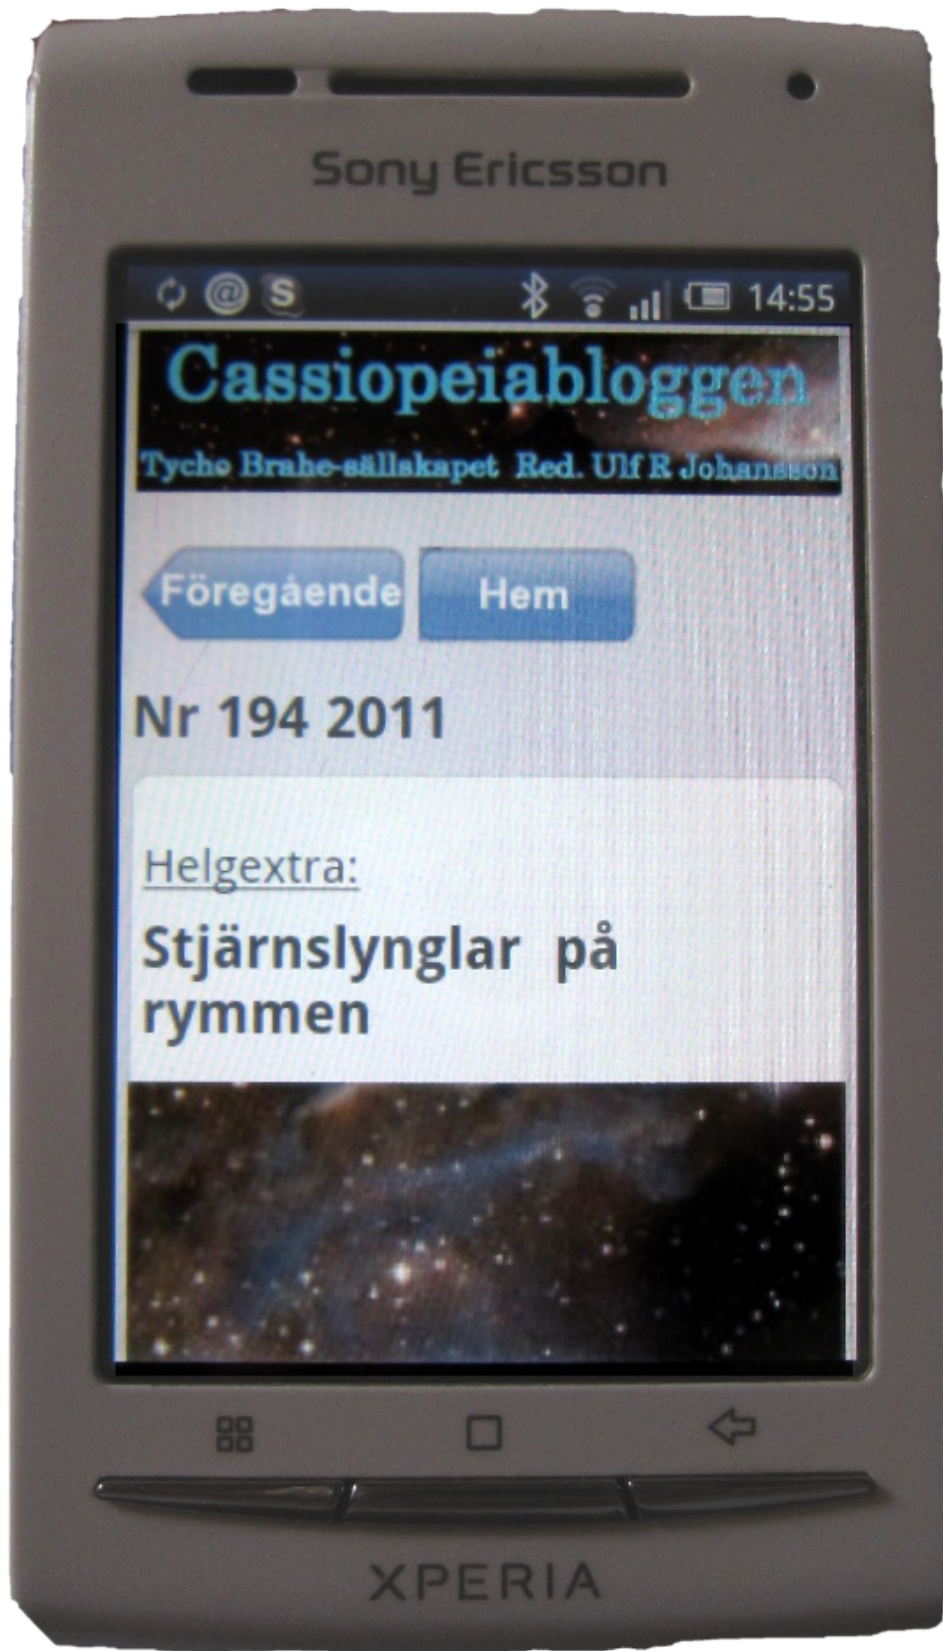 Sony Ericsson
@ S 14:55
Cassiopeiabloggen
Tycho Brahe-sällskapet Red. Ulf R Johansson
Föregående Hem
Nr 194 2011
Helgextra:
Stjärnslynglar på
rymmen
XPERIA